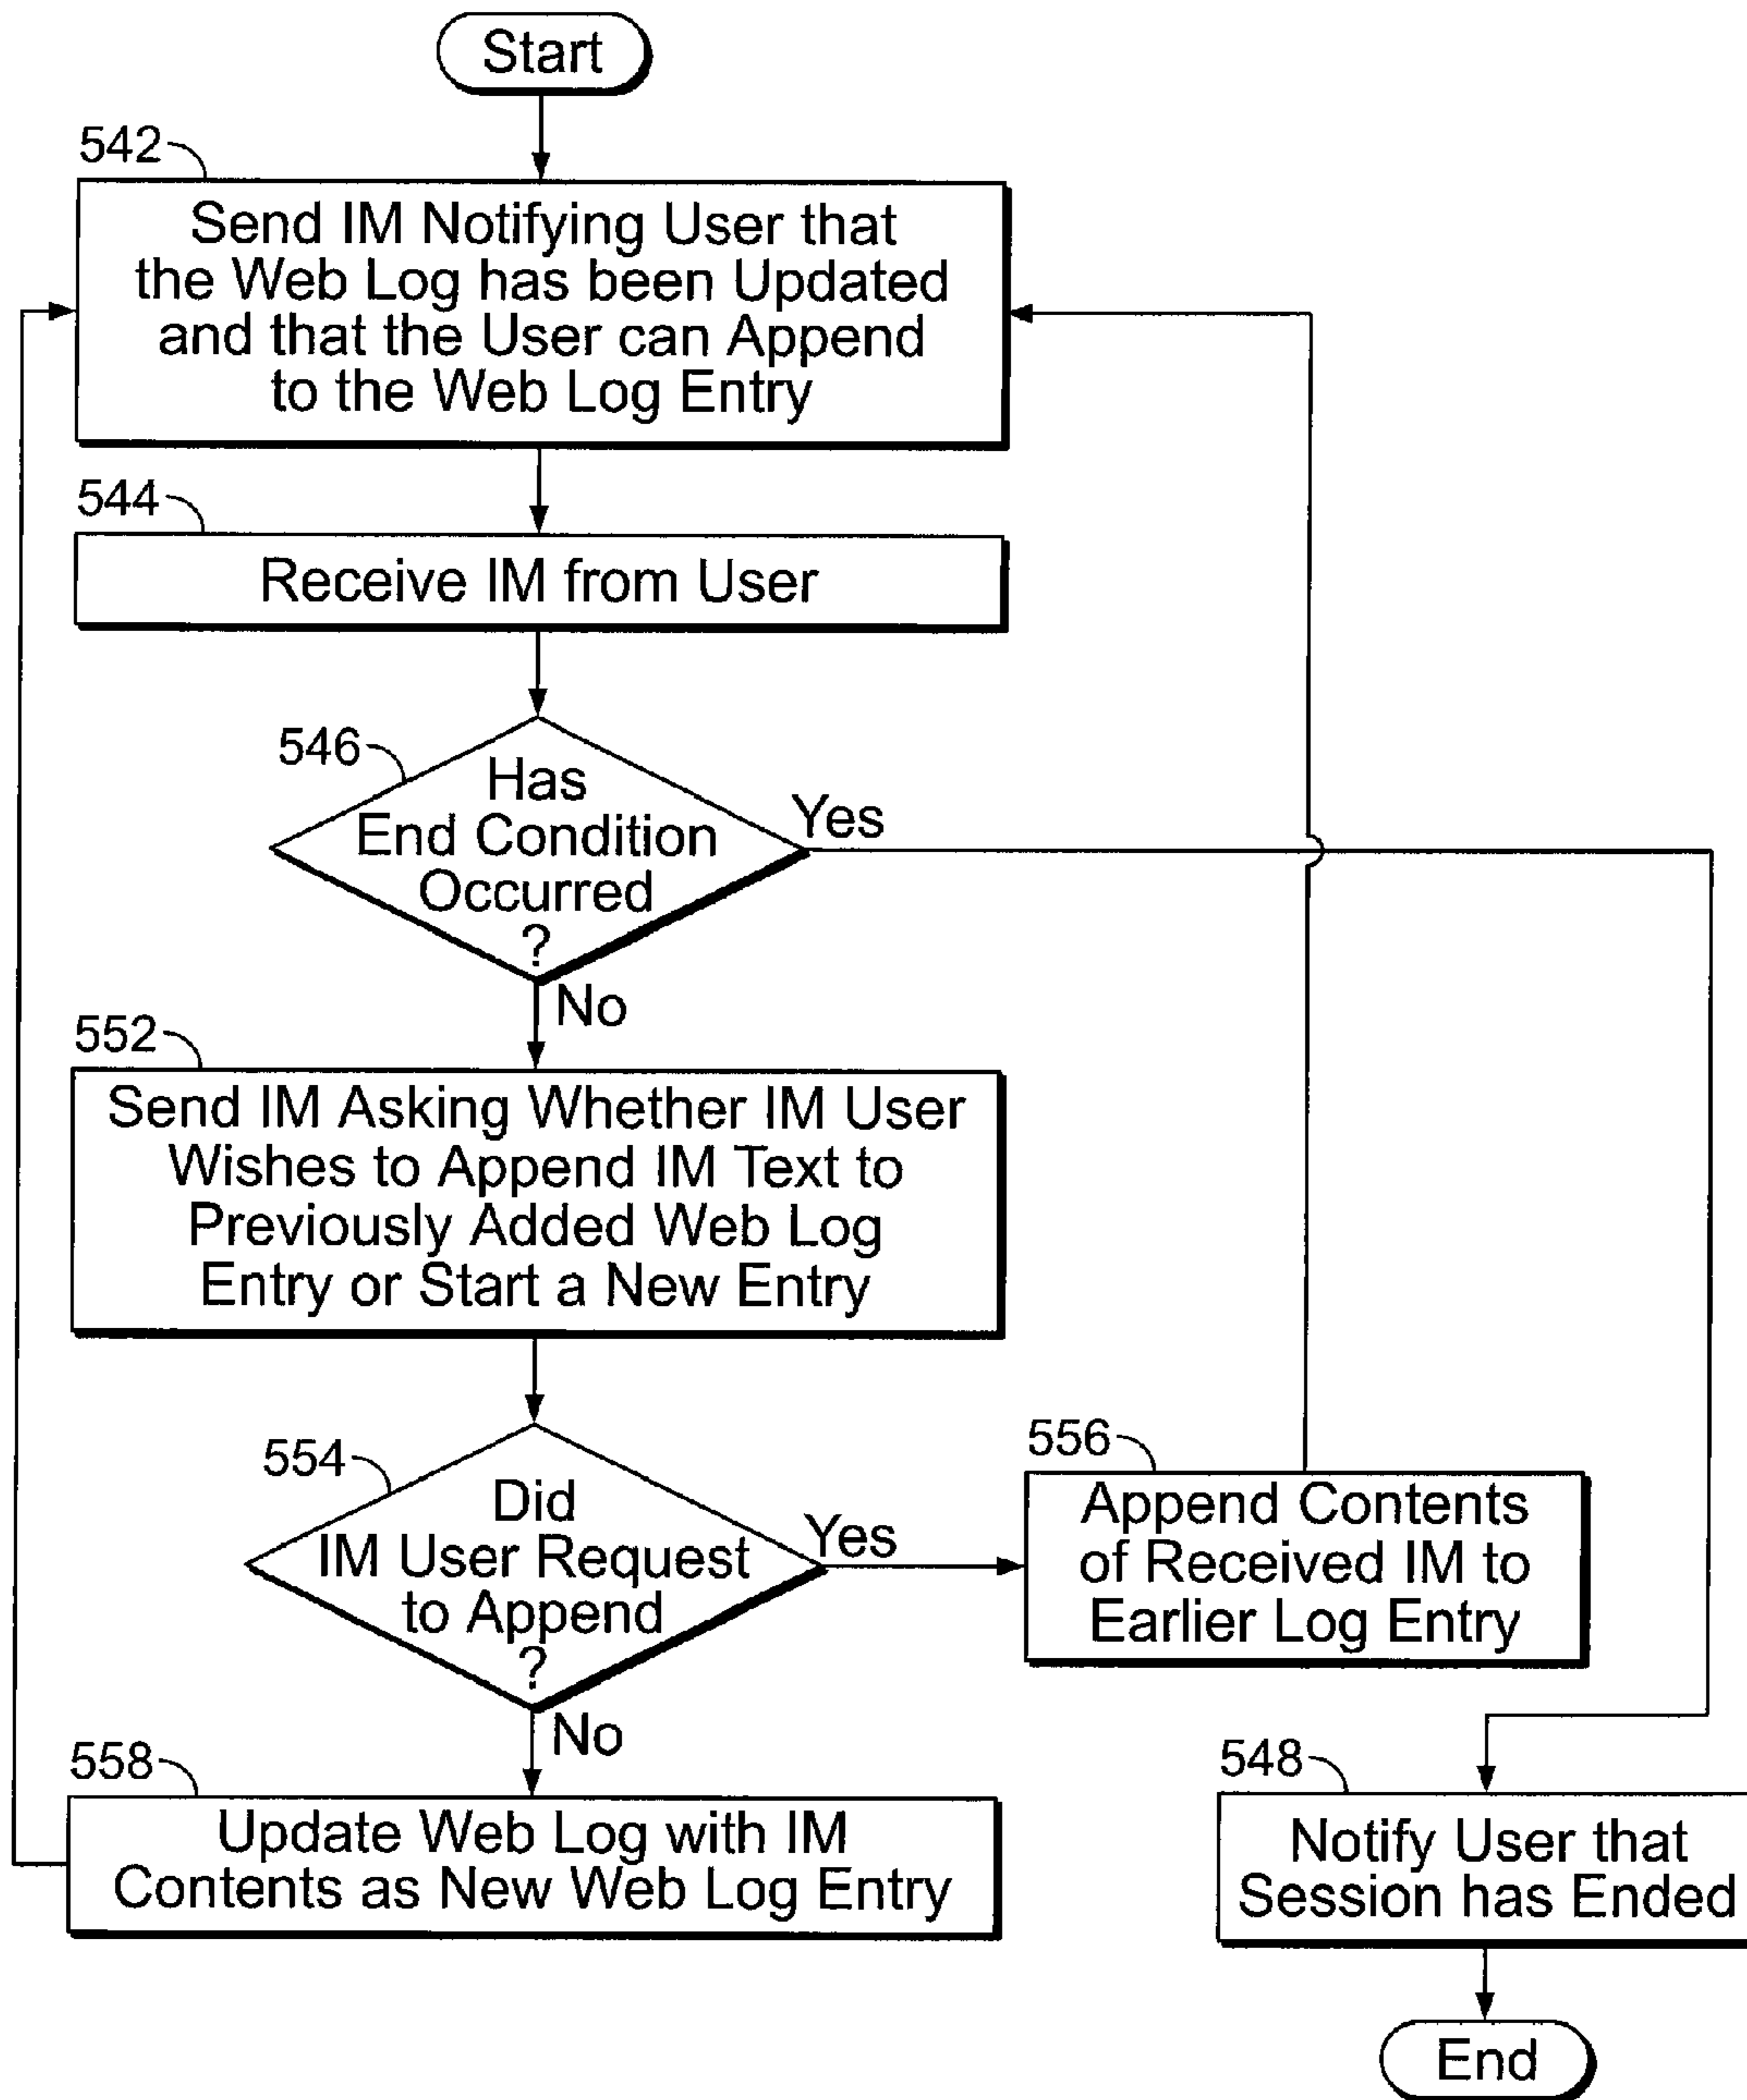 Start
542
Send IM Notifying User that
the Web Log has been Updated
and that the User can Append
to the Web Log Entry
544
Receive IM from User
546
Has
End Condition
Occurred
?
Yes
No
552
Send IM Asking Whether IM User
Wishes to Append IM Text to
Previously Added Web Log
Entry or Start a New Entry
554
Did
IM User Request
to Append
?
Yes
No
556
Append Contents
of Received IM to
Earlier Log Entry
558
Update Web Log with IM
Contents as New Web Log Entry
548
Notify User that
Session has Ended
End